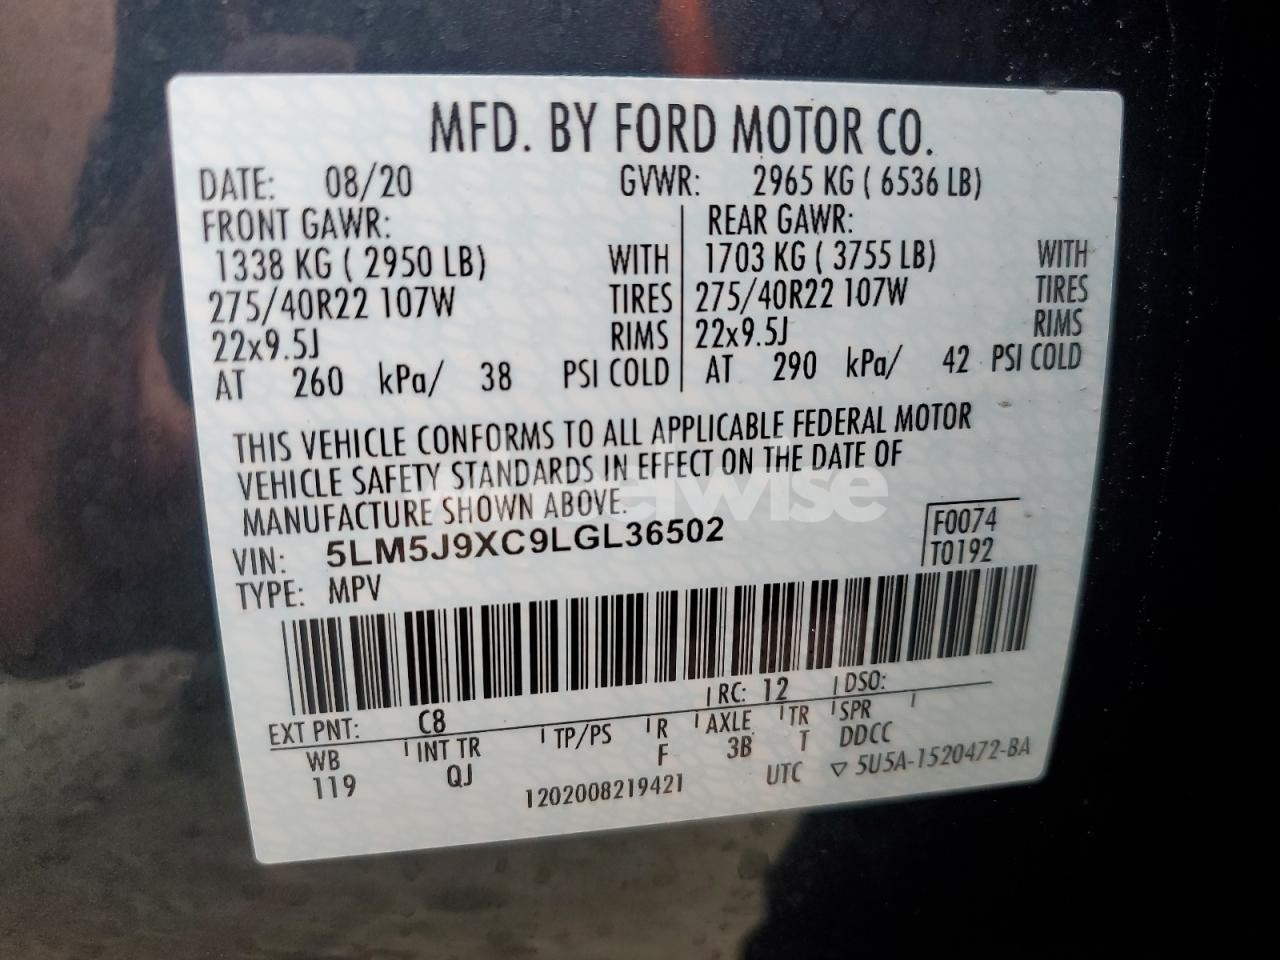 MFD. BY FORD MOTOR CO.
DATE: 08/20 GVWR: 2965 KG ( 6536 LB)
FRONT GAWR: REAR GAWR:
1338 KG ( 2950 LB) WITH 1703 KG ( 3755 LB) WITH
275/40R22 107W TIRES 275/40R22 107W TIRES
22x9.5J RIMS 22x9.5J RIMS
AT 260 kPa/ 38 PSI COLD AT 290 kPa/ 42 PSI COLD
THIS VEHICLE CONFORMS TO ALL APPLICABLE FEDERAL MOTOR
VEHICLE SAFETY STANDARDS IN EFFECT ON THE DATE OF
MANUFACTURE SHOWN ABOVE.
VIN: 5LM5J9XC9LGL36502 F0074
TYPE: MPV T0192
EXT PNT: C8 RC: 12 DSO:
WB INT TR TP/PS R AXLE TR SPR
119 QJ F 3B T DDCC
1202008219421 UTC ▽ 5U5A-1520472-BA